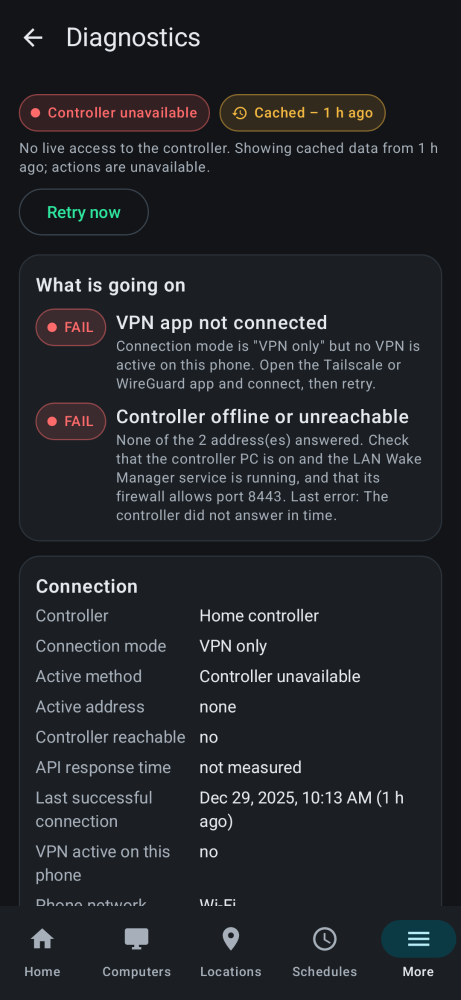 Diagnostics
Controller unavailable
Cached – 1 h ago
No live access to the controller. Showing cached data from 1 h
ago; actions are unavailable.
Retry now
What is going on
FAIL
VPN app not connected
Connection mode is "VPN only" but no VPN is
active on this phone. Open the Tailscale or
WireGuard app and connect, then retry.
FAIL
Controller offline or unreachable
None of the 2 address(es) answered. Check
that the controller PC is on and the LAN Wake
Manager service is running, and that its
firewall allows port 8443. Last error: The
controller did not answer in time.
Connection
Controller Home controller
Connection mode VPN only
Active method Controller unavailable
Active address none
Controller reachable no
API response time not measured
Last successful Dec 29, 2025, 10:13 AM (1 h
connection ago)
VPN active on this no
phone
Phone network Wi-Fi
Home Computers Locations Schedules More